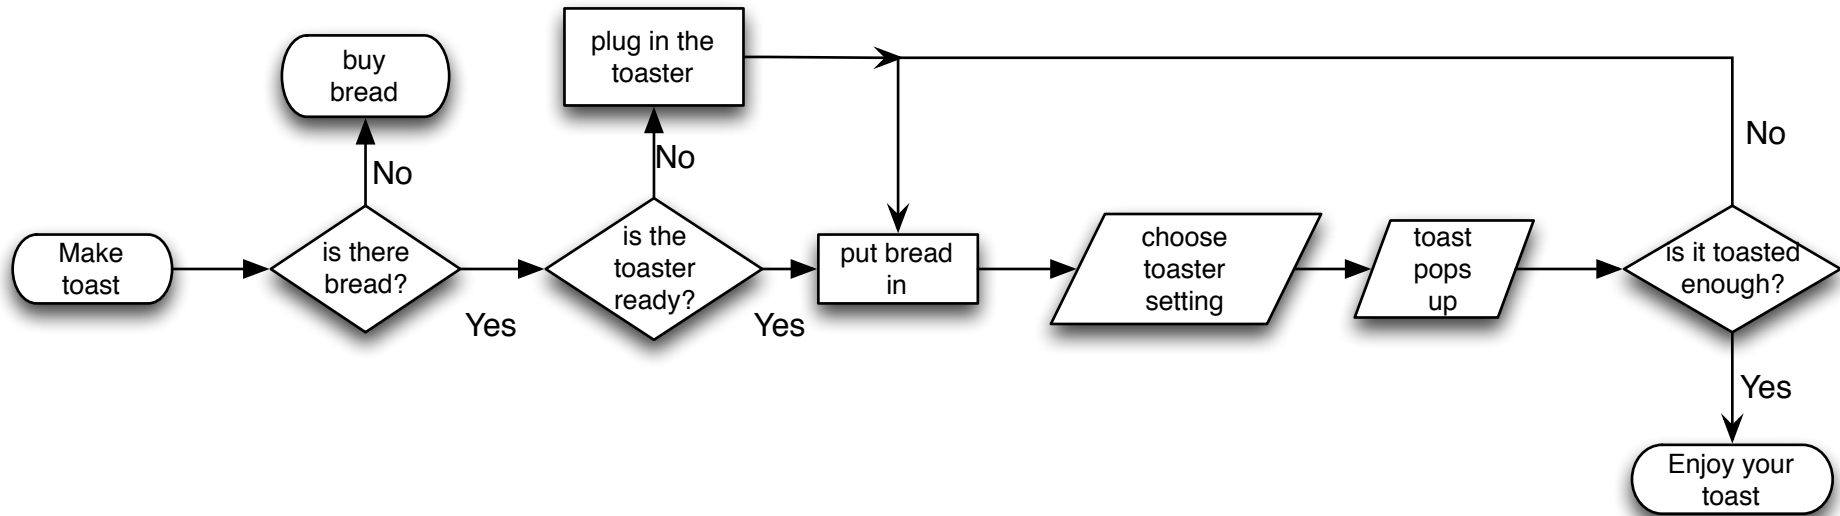 Make
toast
is there
bread?
No
buy
bread
Yes
is the
toaster
ready?
No
plug in the
toaster
Yes
put bread
in
choose
toaster
setting
toast
pops
up
is it toasted
enough?
No
Yes
Enjoy your
toast